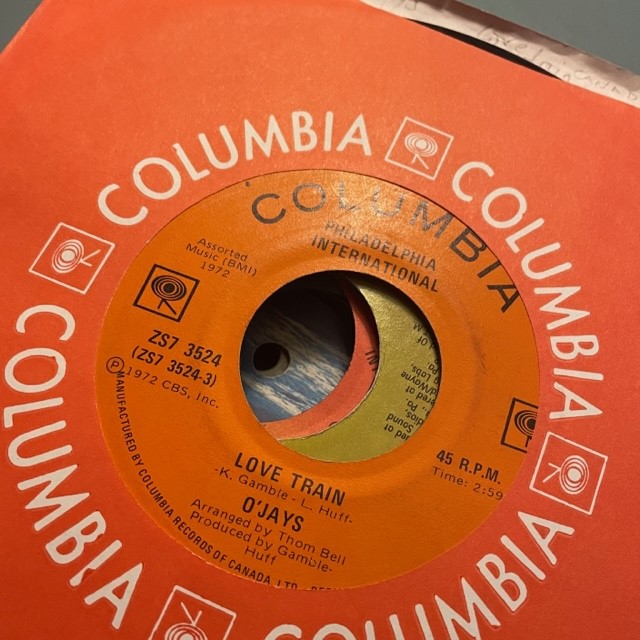 COLUMBIA
COLUMBIA
COLUMBIA
COLUMBIA
COLUMBIA
PHILADELPHIA
INTERNATIONAL
Assorted
Music (BMI)
1972
ZS7 3524
(ZS7 3524-3)
℗1972 CBS, Inc.
MANUFACTURED BY COLUMBIA RECORDS OF CANADA, LTD.
45 R.P.M.
Time: 2:59
LOVE TRAIN
-K. Gamble - L. Huff-
O'JAYS
Arranged by Thom Bell
Produced by Gamble-
Huff
Sound